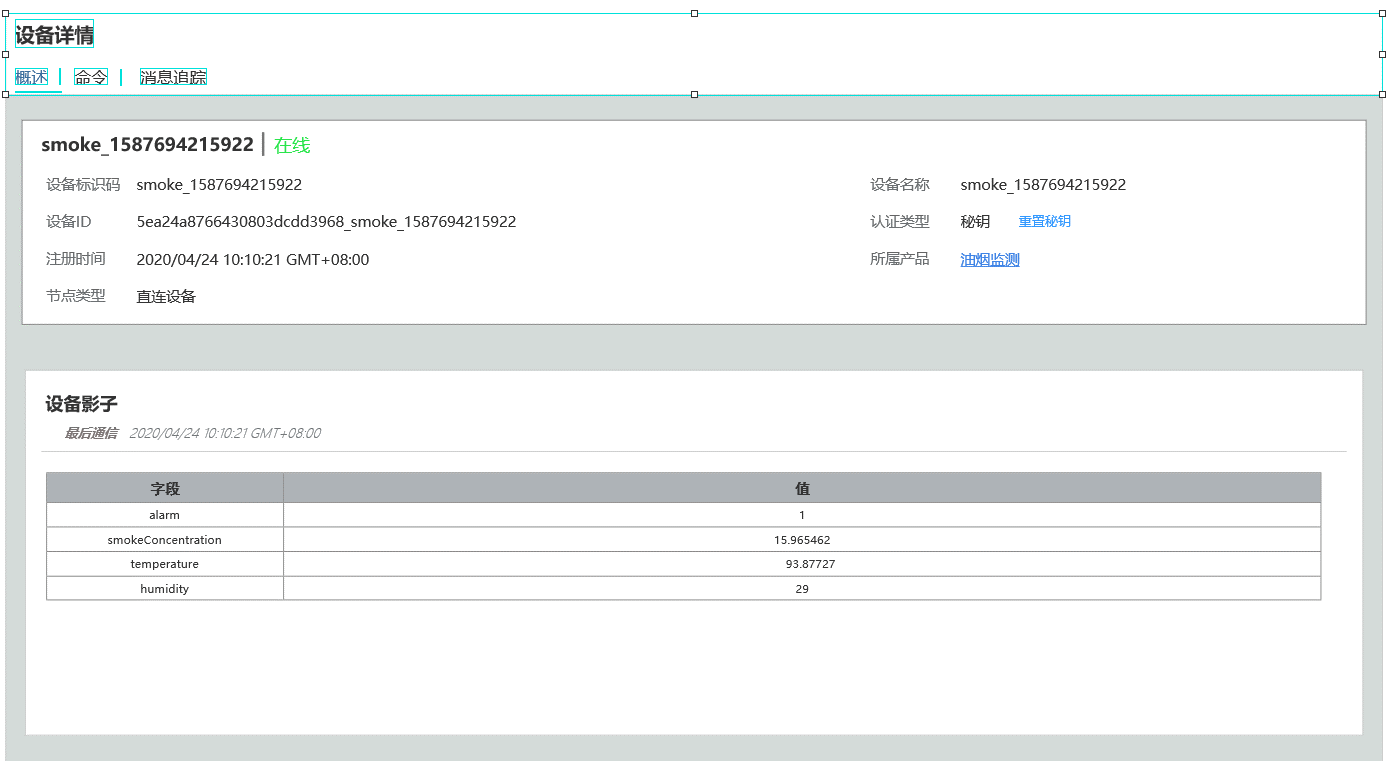 设备详情
概述 命令 消息追踪
smoke_1587694215922 | 在线
设备标识码 smoke_1587694215922 设备名称 smoke_1587694215922
设备ID 5ea24a8766430803dcdd3968_smoke_1587694215922 认证类型 秘钥 重置秘钥
注册时间 2020/04/24 10:10:21 GMT+08:00 所属产品 油烟监测
节点类型 直连设备
设备影子
最后通信 2020/04/24 10:10:21 GMT+08:00
字段 值
alarm 1
smokeConcentration 15.965462
temperature 93.87727
humidity 29